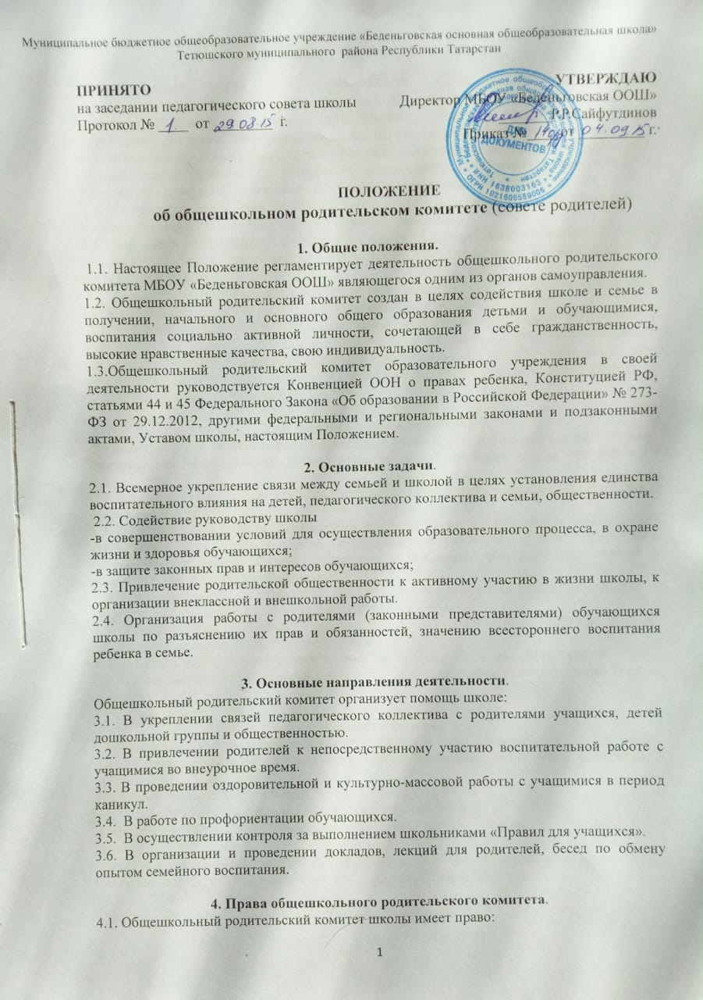 Муниципальное бюджетное общеобразовательное учреждение «Беденьговская основная общеобразовательная школа»
Тетюшского муниципального района Республики Татарстан
ПРИНЯТО
на заседании педагогического совета школы
Протокол № 1 от 29.08.15 г.
УТВЕРЖДАЮ
Директор МБОУ «Беденьговская ООШ»
Р.Р.Сайфутдинов
Приказ № от 04.09.15 г.
ДЛЯ
ДОКУМЕНТОВ
ИНН 1638003163
ОГРН 1021606559006
ПОЛОЖЕНИЕ
об общешкольном родительском комитете (совете родителей)
1. Общие положения.
1.1. Настоящее Положение регламентирует деятельность общешкольного родительского
комитета МБОУ «Беденьговская ООШ» являющегося одним из органов самоуправления.
1.2. Общешкольный родительский комитет создан в целях содействия школе и семье в
получении, начального и основного общего образования детьми и обучающимися,
воспитания социально активной личности, сочетающей в себе гражданственность,
высокие нравственные качества, свою индивидуальность.
1.3.Общешкольный родительский комитет образовательного учреждения в своей
деятельности руководствуется Конвенцией ООН о правах ребенка, Конституцией РФ,
статьями 44 и 45 Федерального Закона «Об образовании в Российской Федерации» № 273-
ФЗ от 29.12.2012, другими федеральными и региональными законами и подзаконными
актами, Уставом школы, настоящим Положением.
2. Основные задачи.
2.1. Всемерное укрепление связи между семьей и школой в целях установления единства
воспитательного влияния на детей, педагогического коллектива и семьи, общественности.
2.2. Содействие руководству школы
-в совершенствовании условий для осуществления образовательного процесса, в охране
жизни и здоровья обучающихся;
-в защите законных прав и интересов обучающихся;
2.3. Привлечение родительской общественности к активному участию в жизни школы, к
организации внеклассной и внешкольной работы.
2.4. Организация работы с родителями (законными представителями) обучающихся
школы по разъяснению их прав и обязанностей, значению всестороннего воспитания
ребенка в семье.
3. Основные направления деятельности.
Общешкольный родительский комитет организует помощь школе:
3.1. В укреплении связей педагогического коллектива с родителями учащихся, детей
дошкольной группы и общественностью.
3.2. В привлечении родителей к непосредственному участию воспитательной работе с
учащимися во внеурочное время.
3.3. В проведении оздоровительной и культурно-массовой работы с учащимися в период
каникул.
3.4. В работе по профориентации обучающихся.
3.5. В осуществлении контроля за выполнением школьниками «Правил для учащихся».
3.6. В организации и проведении докладов, лекций для родителей, бесед по обмену
опытом семейного воспитания.
4. Права общешкольного родительского комитета.
4.1. Общешкольный родительский комитет школы имеет право:
1